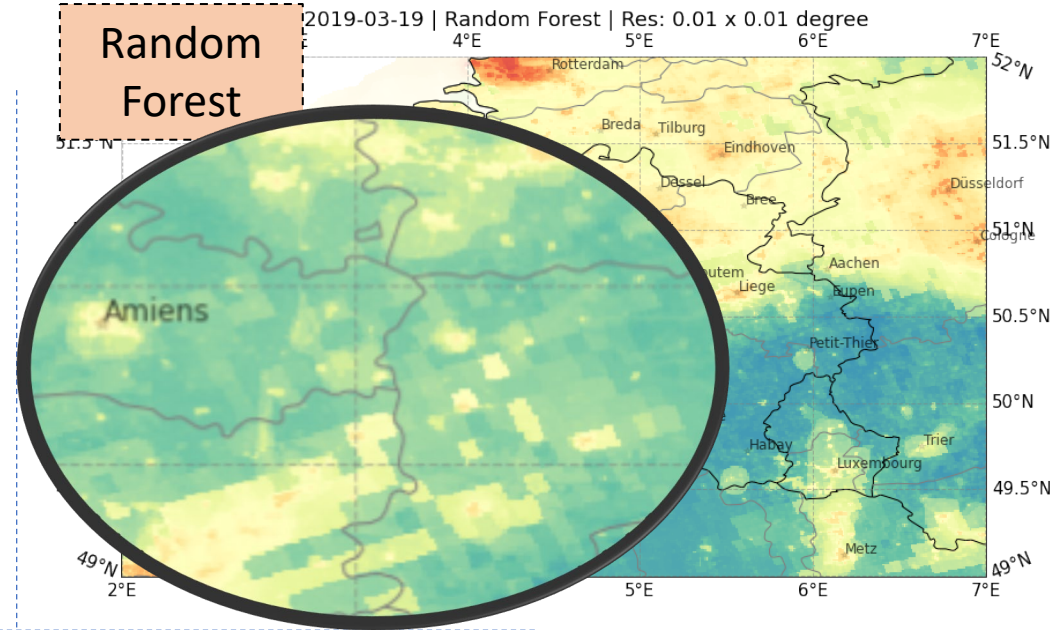 2019-03-19 | Random Forest | Res: 0.01 x 0.01 degree
Random
Forest
4°E 5°E 6°E 7°E
52°N
Rotterdam
Breda Tilburg
51.5°N
Eindhoven
Dessel
Düsseldorf
Bree
51°N
Cologne
Aachen
outem
Liege
Eupen
Amiens
50.5°N
Petit-Thier
50°N
Habay
Trier
Luxembourg
49.5°N
Metz
49°N 49°N
2°E 5°E 6°E 7°E